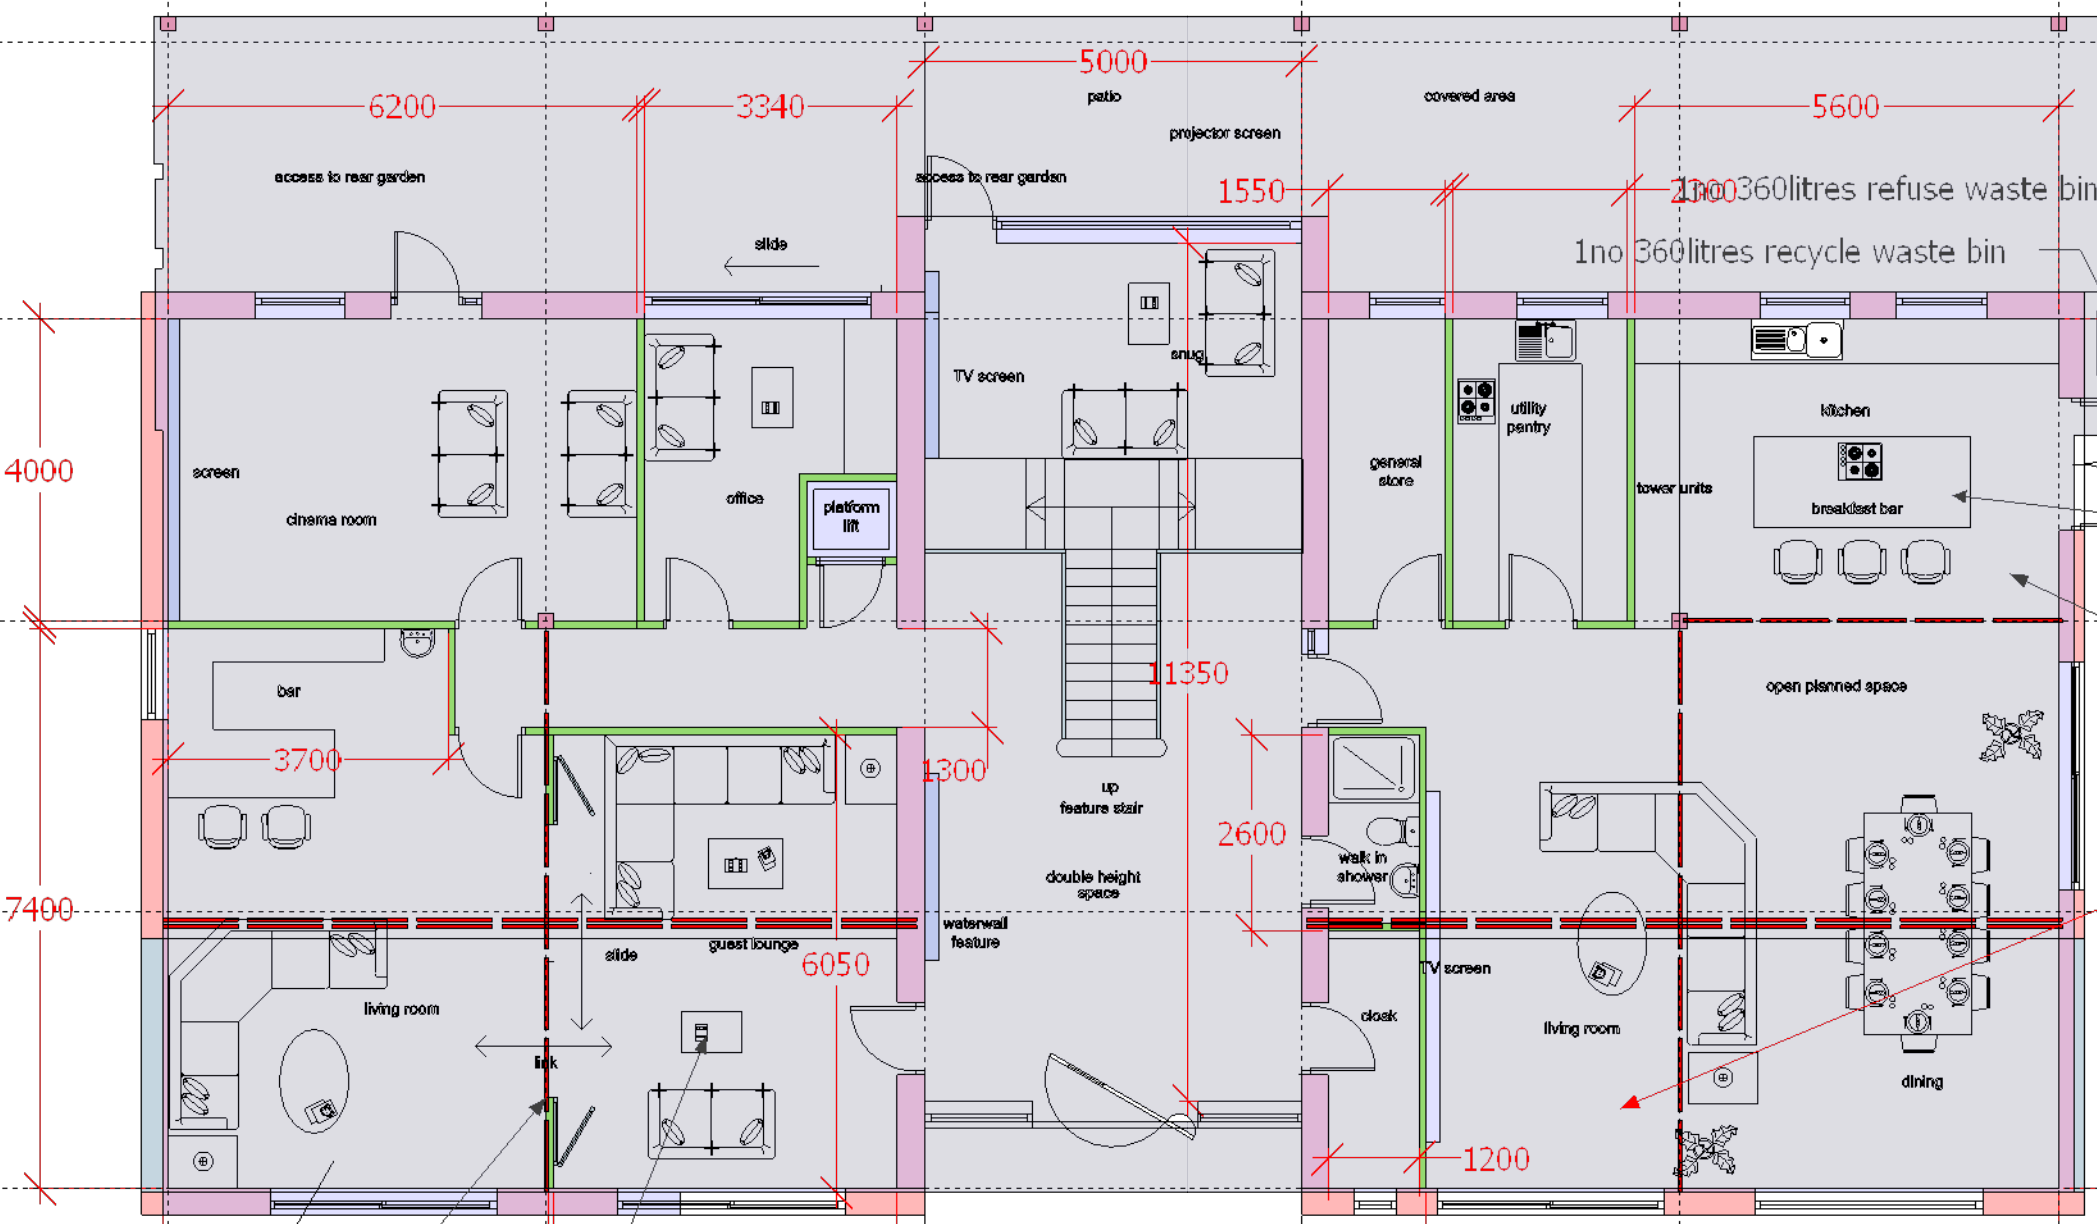 5000
6200
3340
patio
covered area
5600
projector screen
access to rear garden
access to rear garden
1550
2300
1no 360litres refuse waste bin
slide
1no 360litres recycle waste bin
snug
TV screen
kitchen
utility
pantry
4000
screen
general
store
tower units
office
platform
lift
breakfast bar
cinema room
bar
11350
open planned space
3700
1300
up
feature stair
2600
walk in
shower
double height
space
7400
waterwall
feature
guest lounge
slide
6050
TV screen
living room
cloak
living room
link
dining
1200